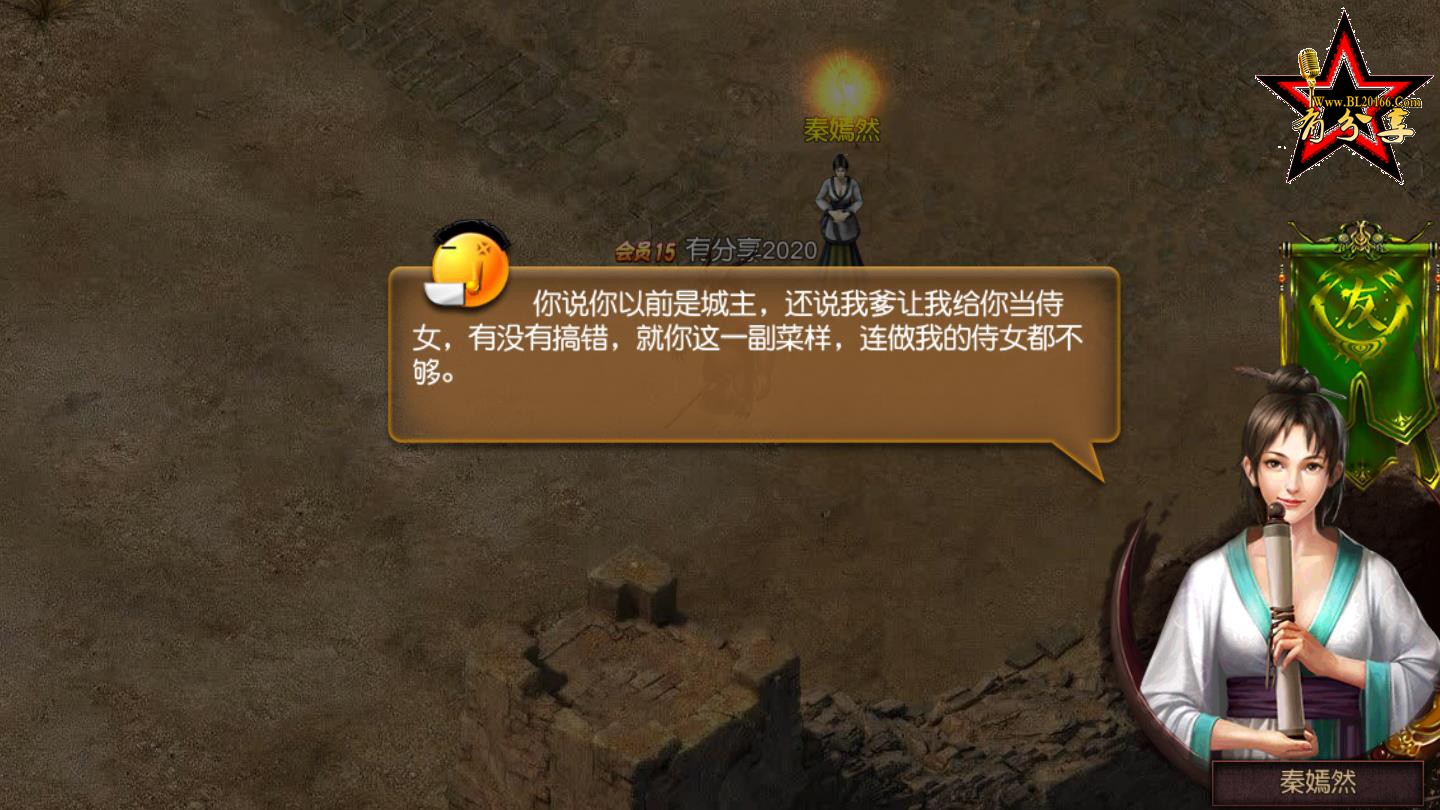 Www.BL20166.Com
有分享
秦嫣然
会员15 有分享2020
你说你以前是城主，还说我爹让我给你当侍
女，有没有搞错，就你这一副菜样，连做我的侍女都不
够。
友
秦嫣然